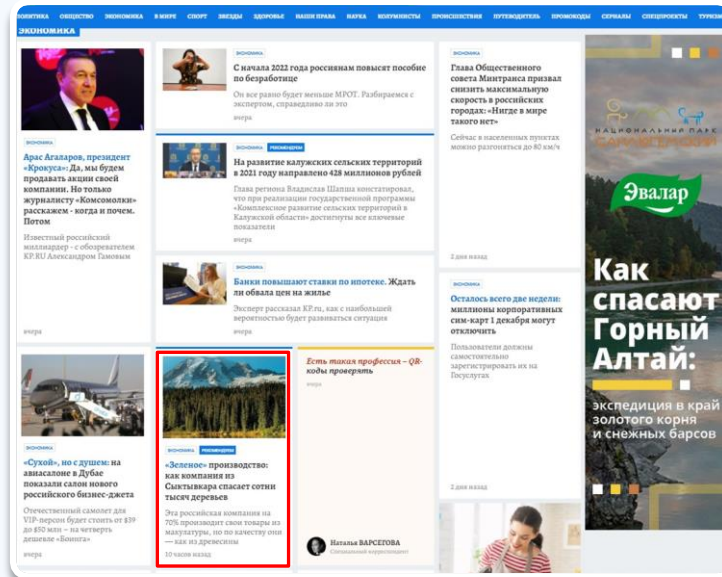 ПОЛИТИКА ОБЩЕСТВО ЭКОНОМИКА В МИРЕ СПОРТ ЗВЕЗДЫ ЗДОРОВЬЕ НАШИ ПРАВА НАУКА КОЛУМНИСТЫ ПРОИСШЕСТВИЯ ПУТЕВОДИТЕЛЬ ПРОМОКОДЫ СЕРИАЛЫ СПЕЦПРОЕКТЫ ТУРИЗМ
ЭКОНОМИКА
ЭКОНОМИКА
Арас Агаларов, президент
«Крокуса»: Да, мы будем
продавать акции своей
компании. Но только
журналисту «Комсомолки»
расскажем - когда и почем.
Потом
Известный российский
миллиардер - с обозревателем
KP.RU Александром Гамовым
вчера
ЭКОНОМИКА
С начала 2022 года россиянам повысят пособие
по безработице
Он все равно будет меньше МРОТ. Разбираемся с
экспертом, справедливо ли это
вчера
ЭКОНОМИКА РЕКОМЕНДУЕМ
На развитие калужских сельских территорий
в 2021 году направлено 428 миллионов рублей
Глава региона Владислав Шапша констатировал,
что при реализации государственной программы
«Комплексное развитие сельских территорий в
Калужской области» достигнуты все ключевые
показатели
вчера
ЭКОНОМИКА
Банки повышают ставки по ипотеке. Ждать
ли обвала цен на жилье
Эксперт рассказал KP.ru, как с наибольшей
вероятностью будет развиваться ситуация
вчера
ЭКОНОМИКА
Глава Общественного
совета Минтранса призвал
снизить максимальную
скорость в российских
городах: «Нигде в мире
такого нет»
Сейчас в населенных пунктах
можно разгоняться до 80 км/ч
2 дня назад
ЭКОНОМИКА
Осталось всего две недели:
миллионы корпоративных
сим-карт 1 декабря могут
отключить
Пользователи должны
самостоятельно
зарегистрировать их на
Госуслугах
2 дня назад
ЭКОНОМИКА
«Сухой», но с душем: на
авиасалоне в Дубае
показали салон нового
российского бизнес-джета
Отечественный самолет для
VIP-персон будет стоить от $39
до $50 млн – на четверть
дешевле «Боинга»
вчера
ЭКОНОМИКА РЕКОМЕНДУЕМ
«Зеленое» производство:
как компания из
Сыктывкара спасает сотни
тысяч деревьев
Эта российская компания на
70% производит свои товары из
макулатуры, но по качеству они
— как из древесины
10 часов назад
Есть такая профессия – QR-
коды проверять
вчера
Наталья ВАРСЕГОВА
Специальный корреспондент
НАЦИОНАЛЬНЫЙ ПАРК
САЙЛЮГЕМСКИЙ
Эвалар
Как
спасают
Горный
Алтай:
экспедиция в край
золотого корня
и снежных барсов